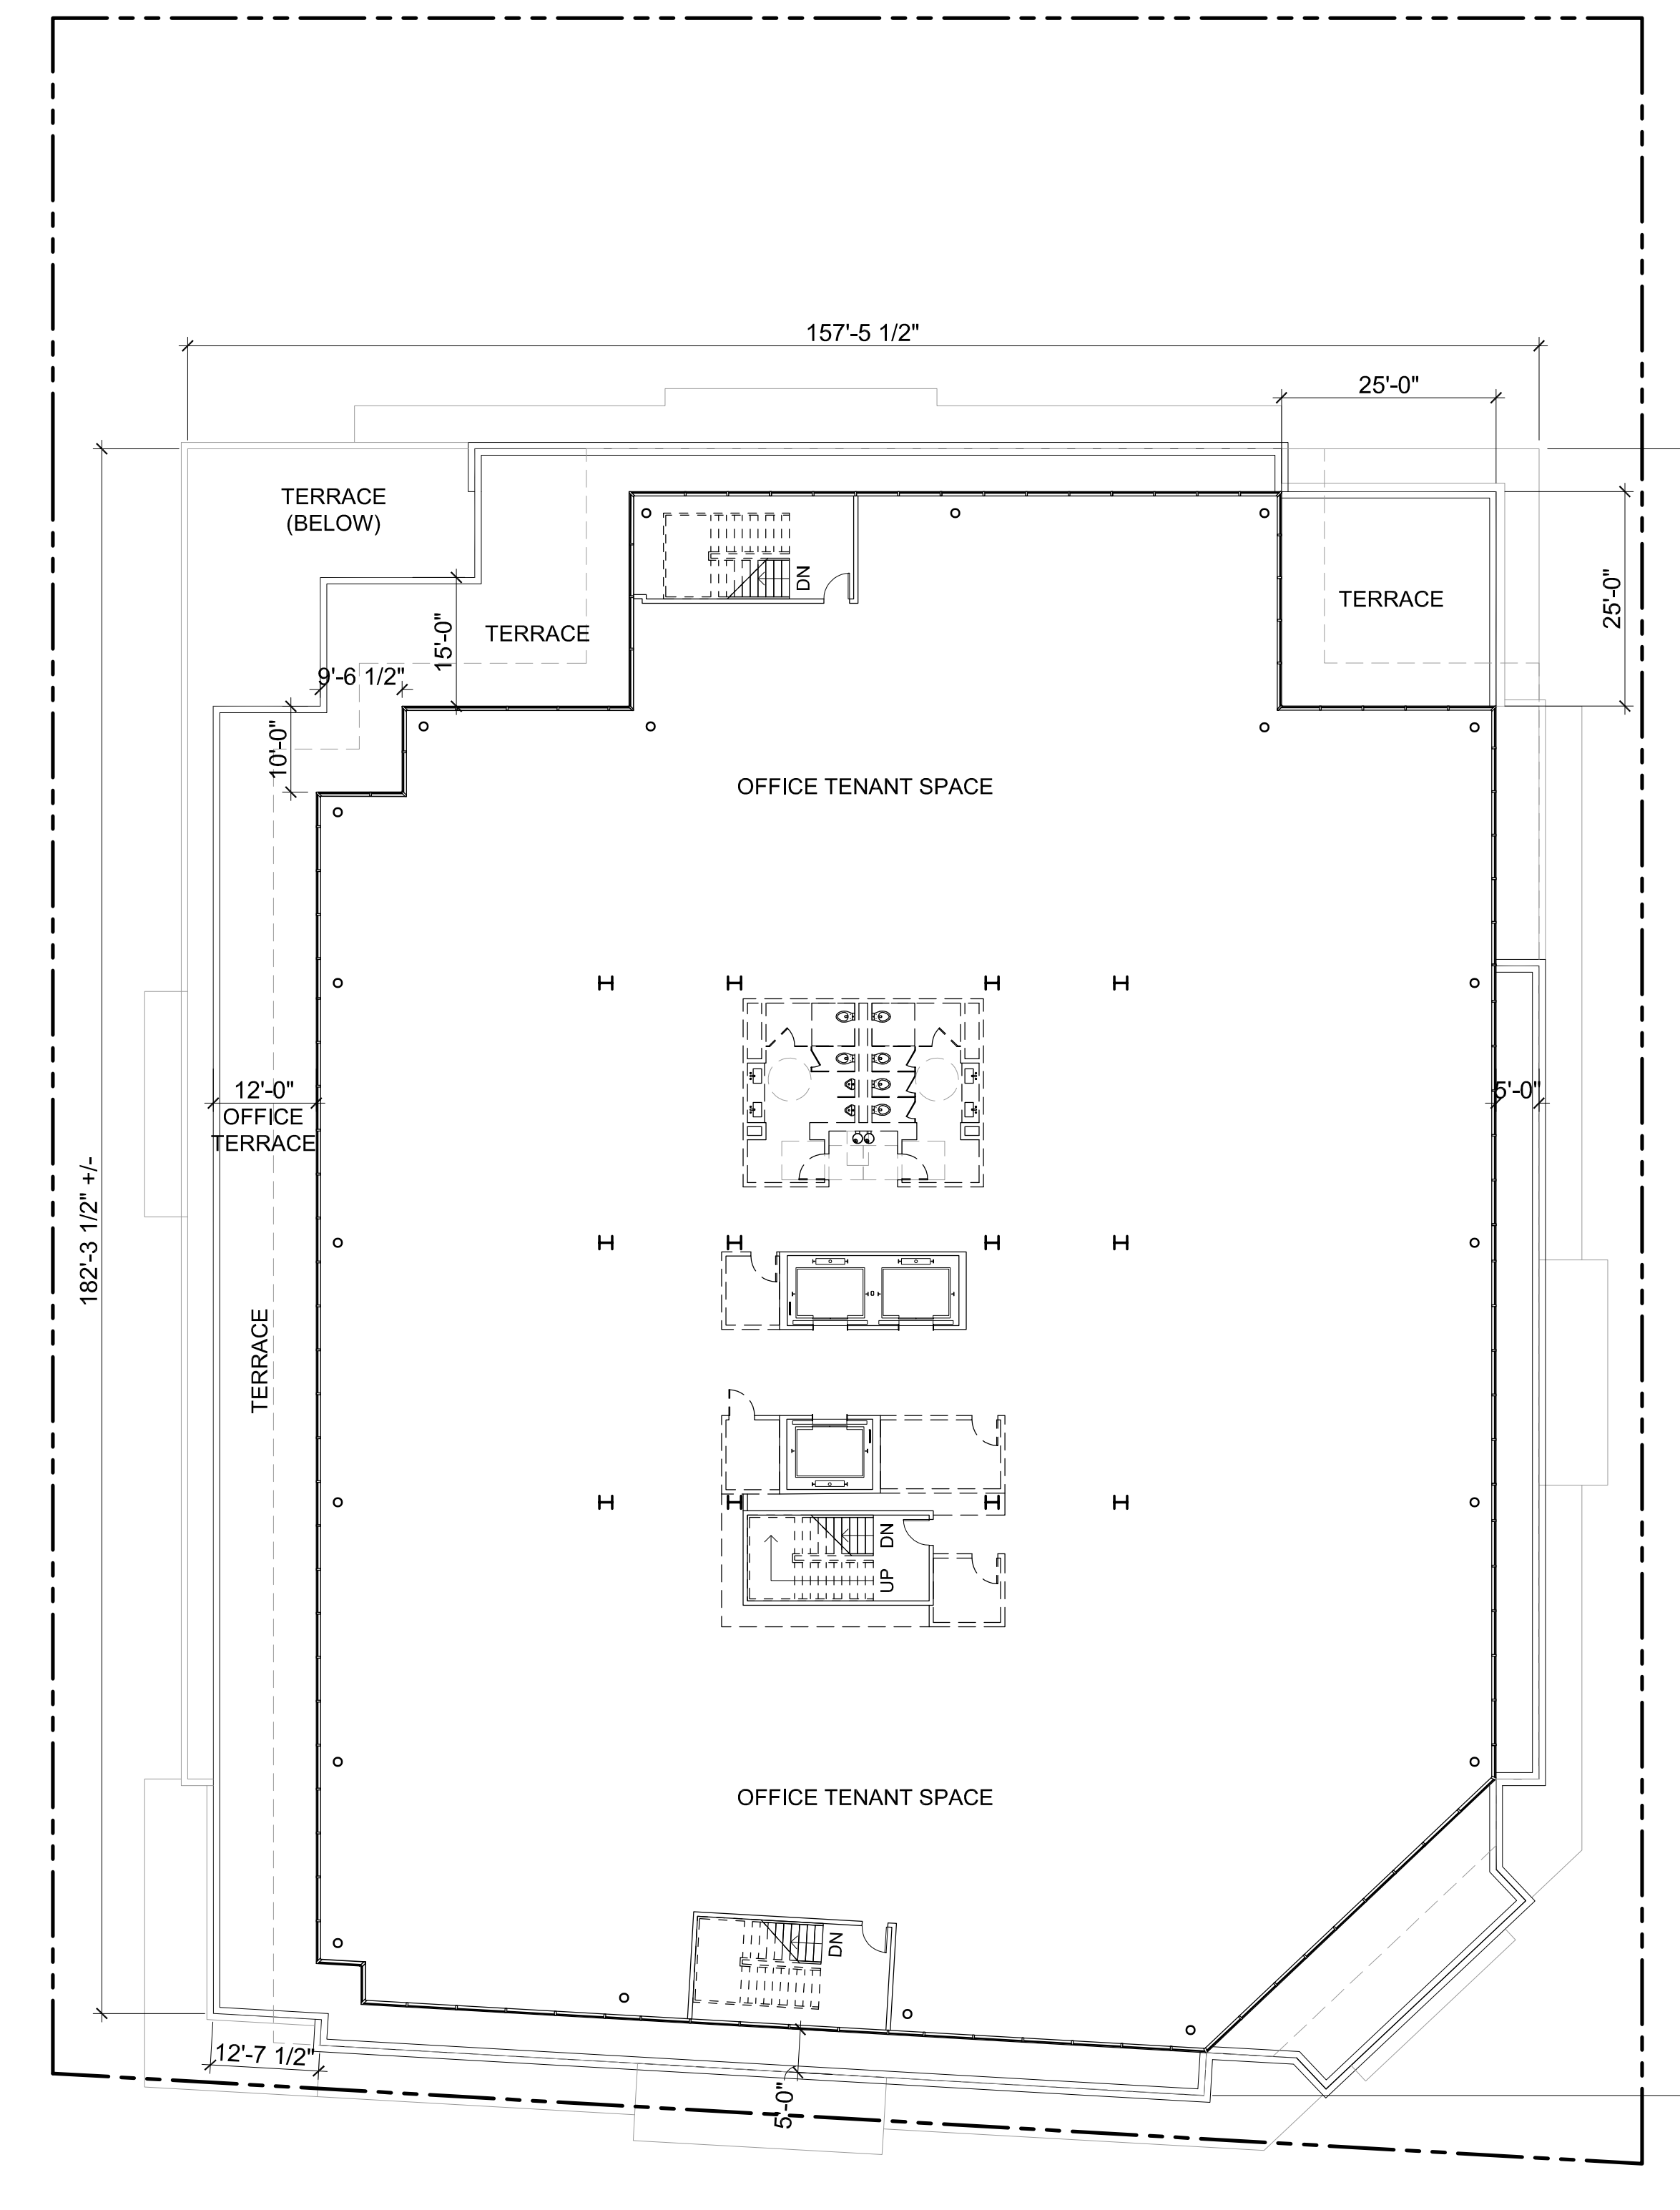 157'-5 1/2"
25'-0"
TERRACE
(BELOW)
DN
25'-0"
TERRACE
15'-0"
TERRACE
9'-6 1/2"
10'-0"
OFFICE TENANT SPACE
12'-0"
OFFICE
TERRACE
5'-0"
182'-3 1/2" +/-
TERRACE
DN
UP
OFFICE TENANT SPACE
DN
12'-7 1/2"
5'-0"